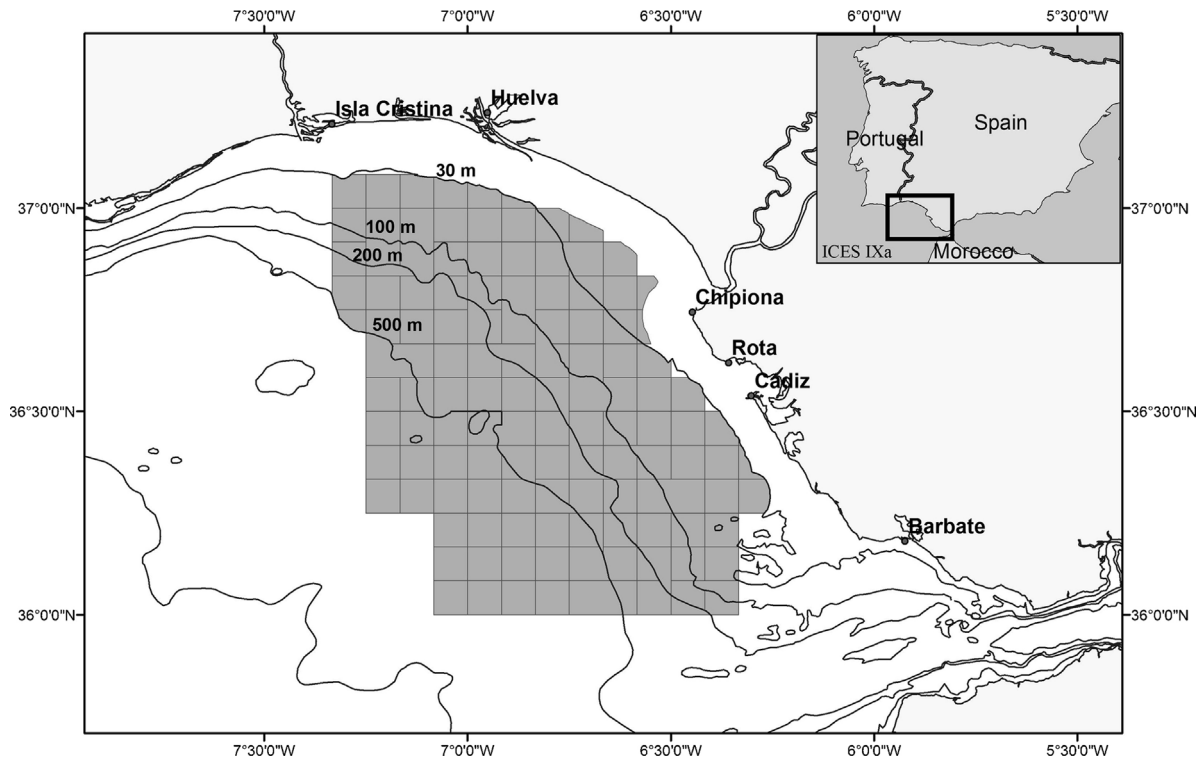 7°30'0"W 7°0'0"W 6°30'0"W 6°0'0"W 5°30'0"W
Isla Cristina
Huelva
Portugal
Spain
ICES IXa
Morocco
30 m
37°0'0"N
37°0'0"N
100 m
200 m
500 m
Chipiona
Rota
Cádiz
36°30'0"N
36°30'0"N
Barbate
36°0'0"N
36°0'0"N
7°30'0"W 7°0'0"W 6°30'0"W 6°0'0"W 5°30'0"W